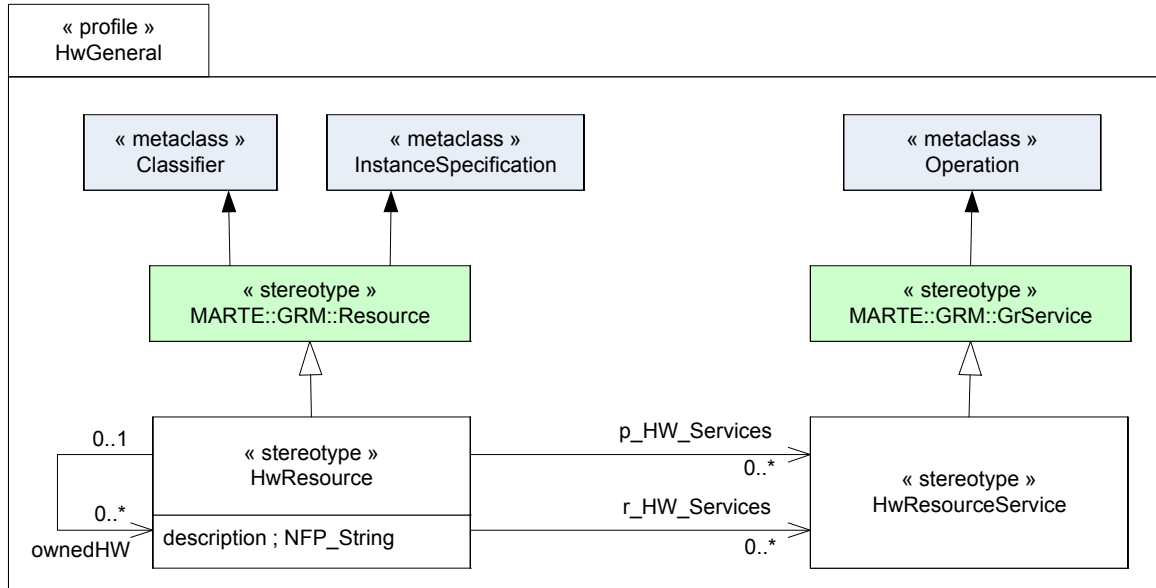 « profile »
HwGeneral
« metaclass »
Classifier
« metaclass »
InstanceSpecification
« metaclass »
Operation
« stereotype »
MARTE::GRM::Resource
« stereotype »
MARTE::GRM::GrService
0..1
0..*
ownedHW
« stereotype »
HwResource
description ; NFP_String
p_HW_Services
0..*
r_HW_Services
0..*
« stereotype »
HwResourceService